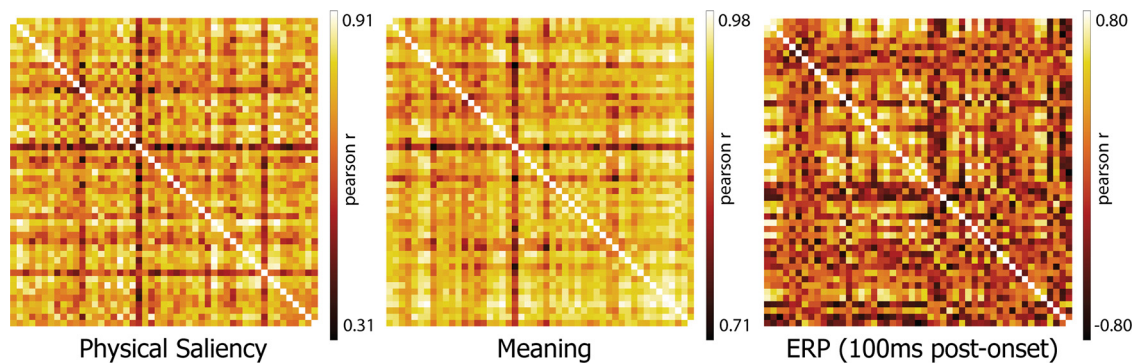 0.91
pearson r
0.31
Physical Saliency
0.98
pearson r
0.71
Meaning
0.80
pearson r
-0.80
ERP (100ms post-onset)